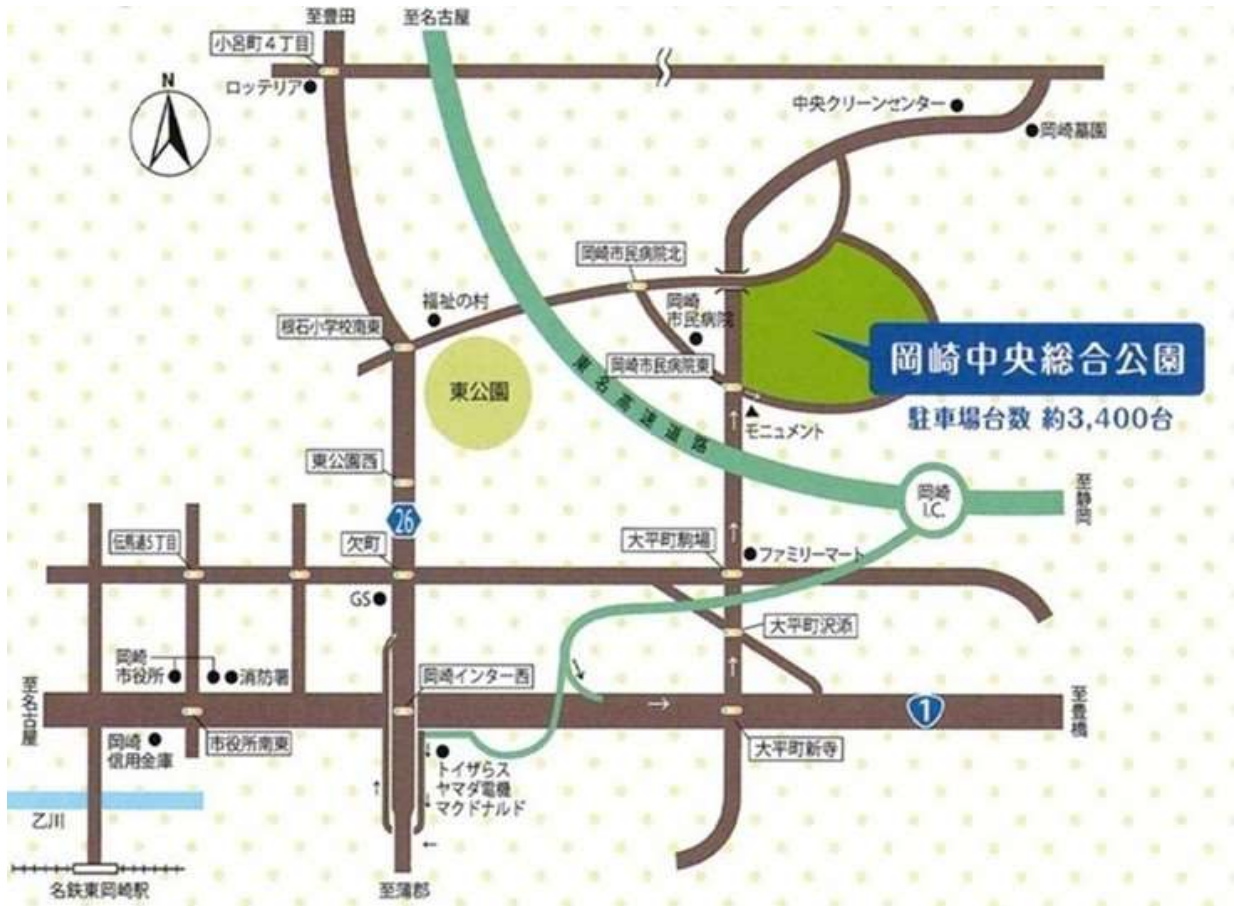 至豊田
至名古屋
小呂町4丁目
N
ロッテリア
中央クリーンセンター
岡崎墓園
岡崎市民病院北
福祉の村
岡崎
市民病院
根石小学校南東
岡崎中央総合公園
岡崎市民病院東
東名高速道路
東公園
駐車場台数 約3,400台
モニュメント
東公園西
岡崎
I.C.
至静岡
26
伝馬通5丁目
欠町
大平町駒場
ファミリーマート
GS
大平町沢添
岡崎
市役所
消防署
岡崎インター西
至名古屋
1
至豊橋
岡崎
信用金庫
市役所南東
大平町新寺
トイザらス
ヤマダ電機
マクドナルド
乙川
名鉄東岡崎駅
至蒲郡